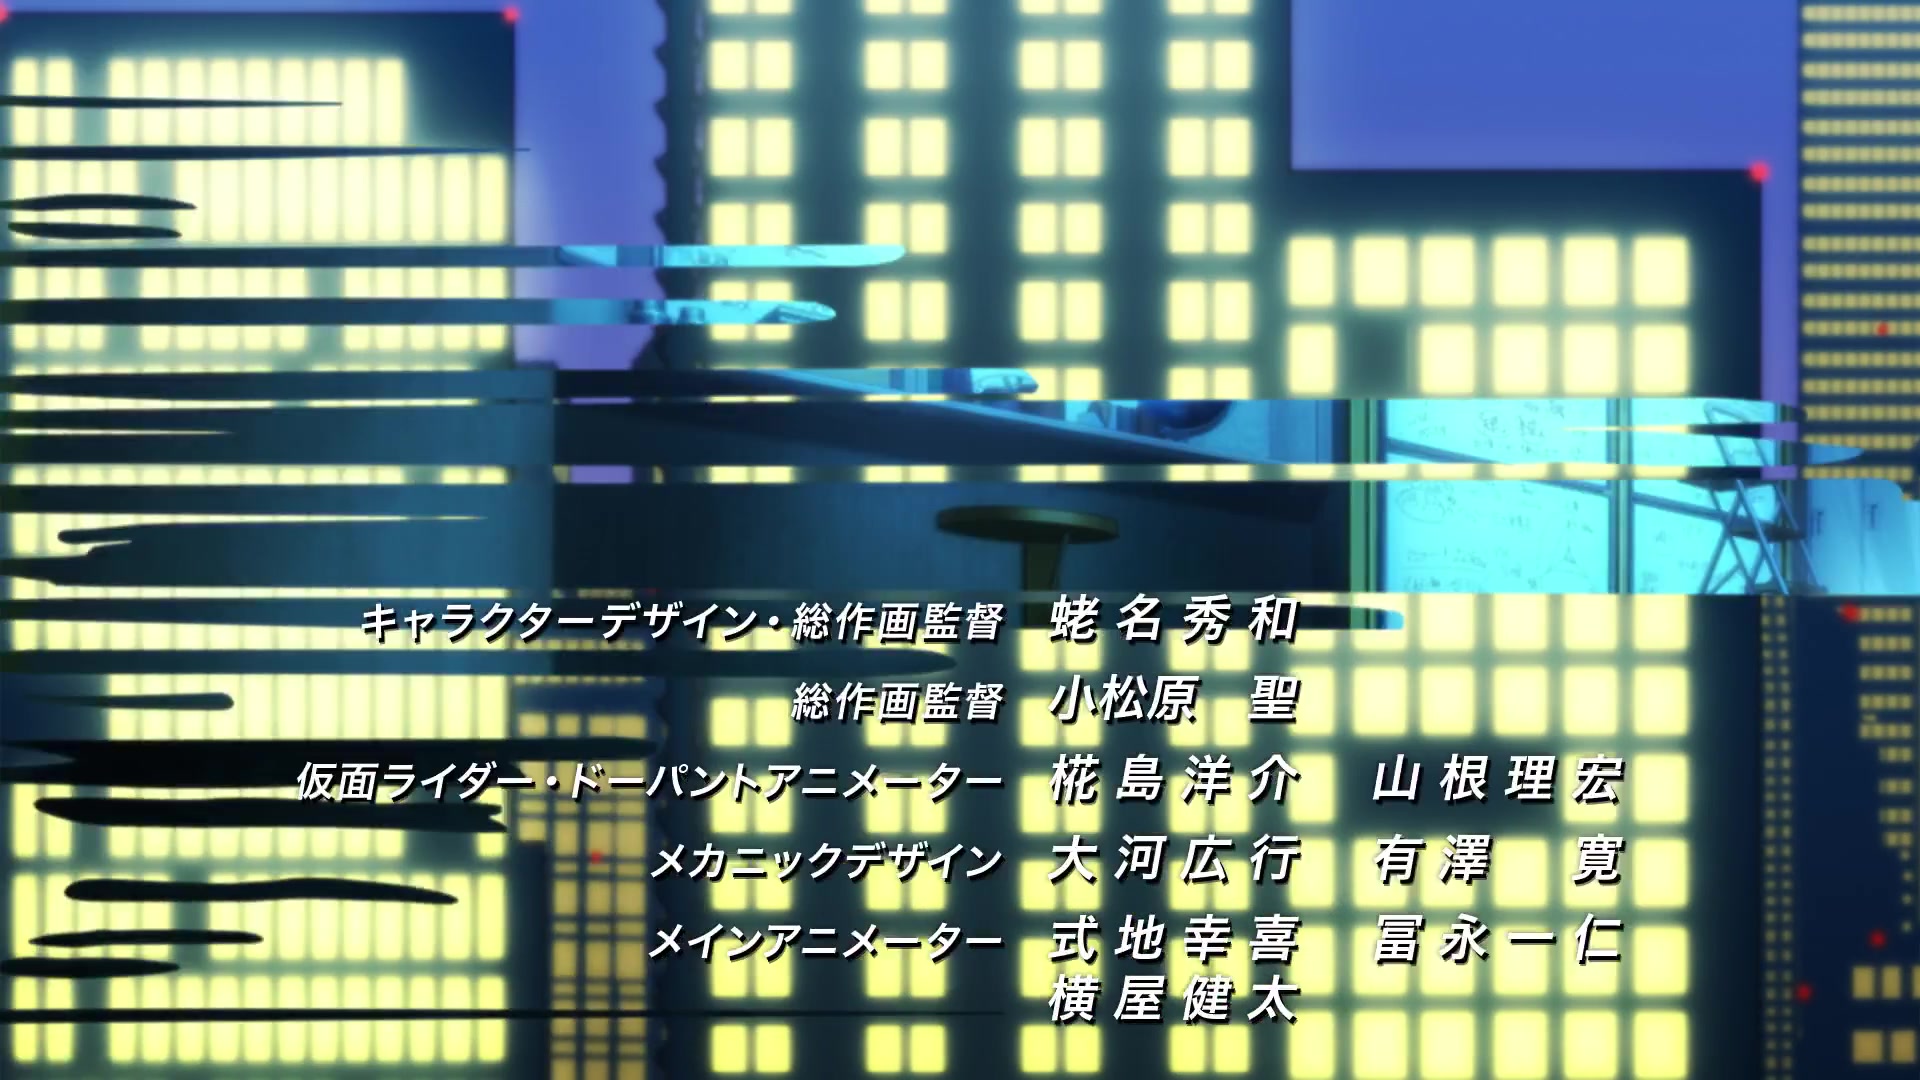 キャラクターデザイン・総作画監督 蛯名秀和
総作画監督 小松原 聖
仮面ライダー・ドーパントアニメーター 椛島洋介 山根理宏
メカニックデザイン 大河広行 有澤 寛
メインアニメーター 式地幸喜 冨永一仁
横屋健太